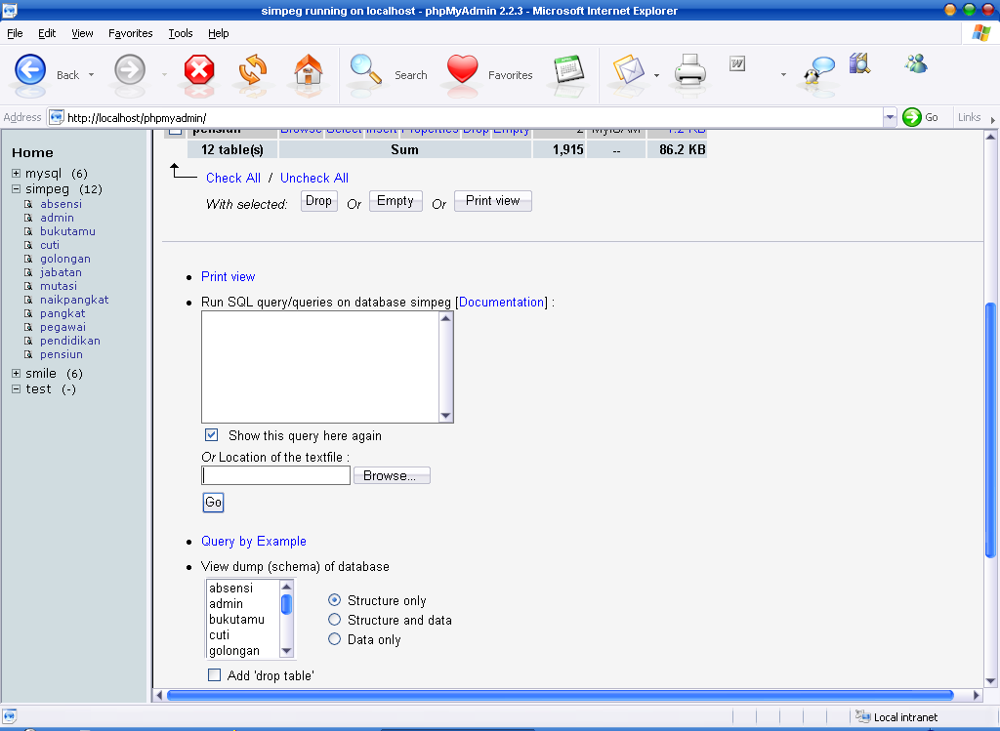 simpeg running on localhost - phpMyAdmin 2.2.3 - Microsoft Internet Explorer
File Edit View Favorites Tools Help
Back Search Favorites
Address http://localhost/phpmyadmin/ Go Links
Home
mysql (6)
simpeg (12)
absensi
admin
bukutamu
cuti
golongan
jabatan
mutasi
naikpangkat
pangkat
pegawai
pendidikan
pensiun
smile (6)
test (-)
pensiun Browse Select Insert Properties Drop Empty 2 MyISAM 1.2 KB
12 table(s) Sum 1,915 -- 86.2 KB
Check All / Uncheck All
With selected: Drop Or Empty Or Print view
Print view
Run SQL query/queries on database simpeg [Documentation] :
Show this query here again
Or Location of the textfile :
Browse...
Go
Query by Example
View dump (schema) of database
absensi
admin
bukutamu
cuti
golongan
Structure only
Structure and data
Data only
Add 'drop table'
Local intranet